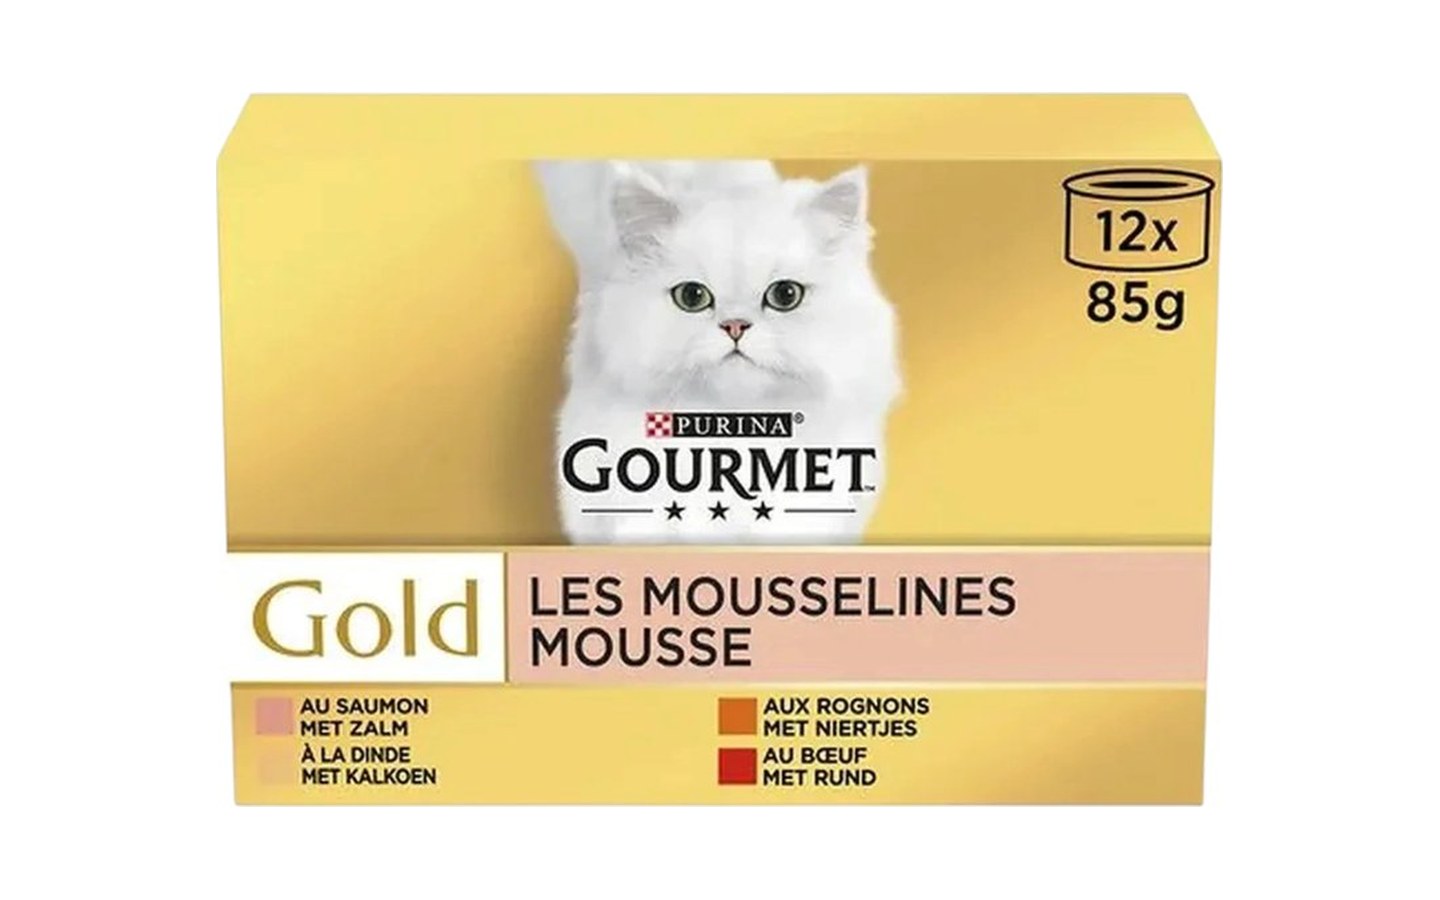 12x
85g
PURINA®
GOURMET™
Gold
LES MOUSSELINES
MOUSSE
AU SAUMON
MET ZALM
À LA DINDE
MET KALKOEN
AUX ROGNONS
MET NIERTJES
AU BŒUF
MET RUND